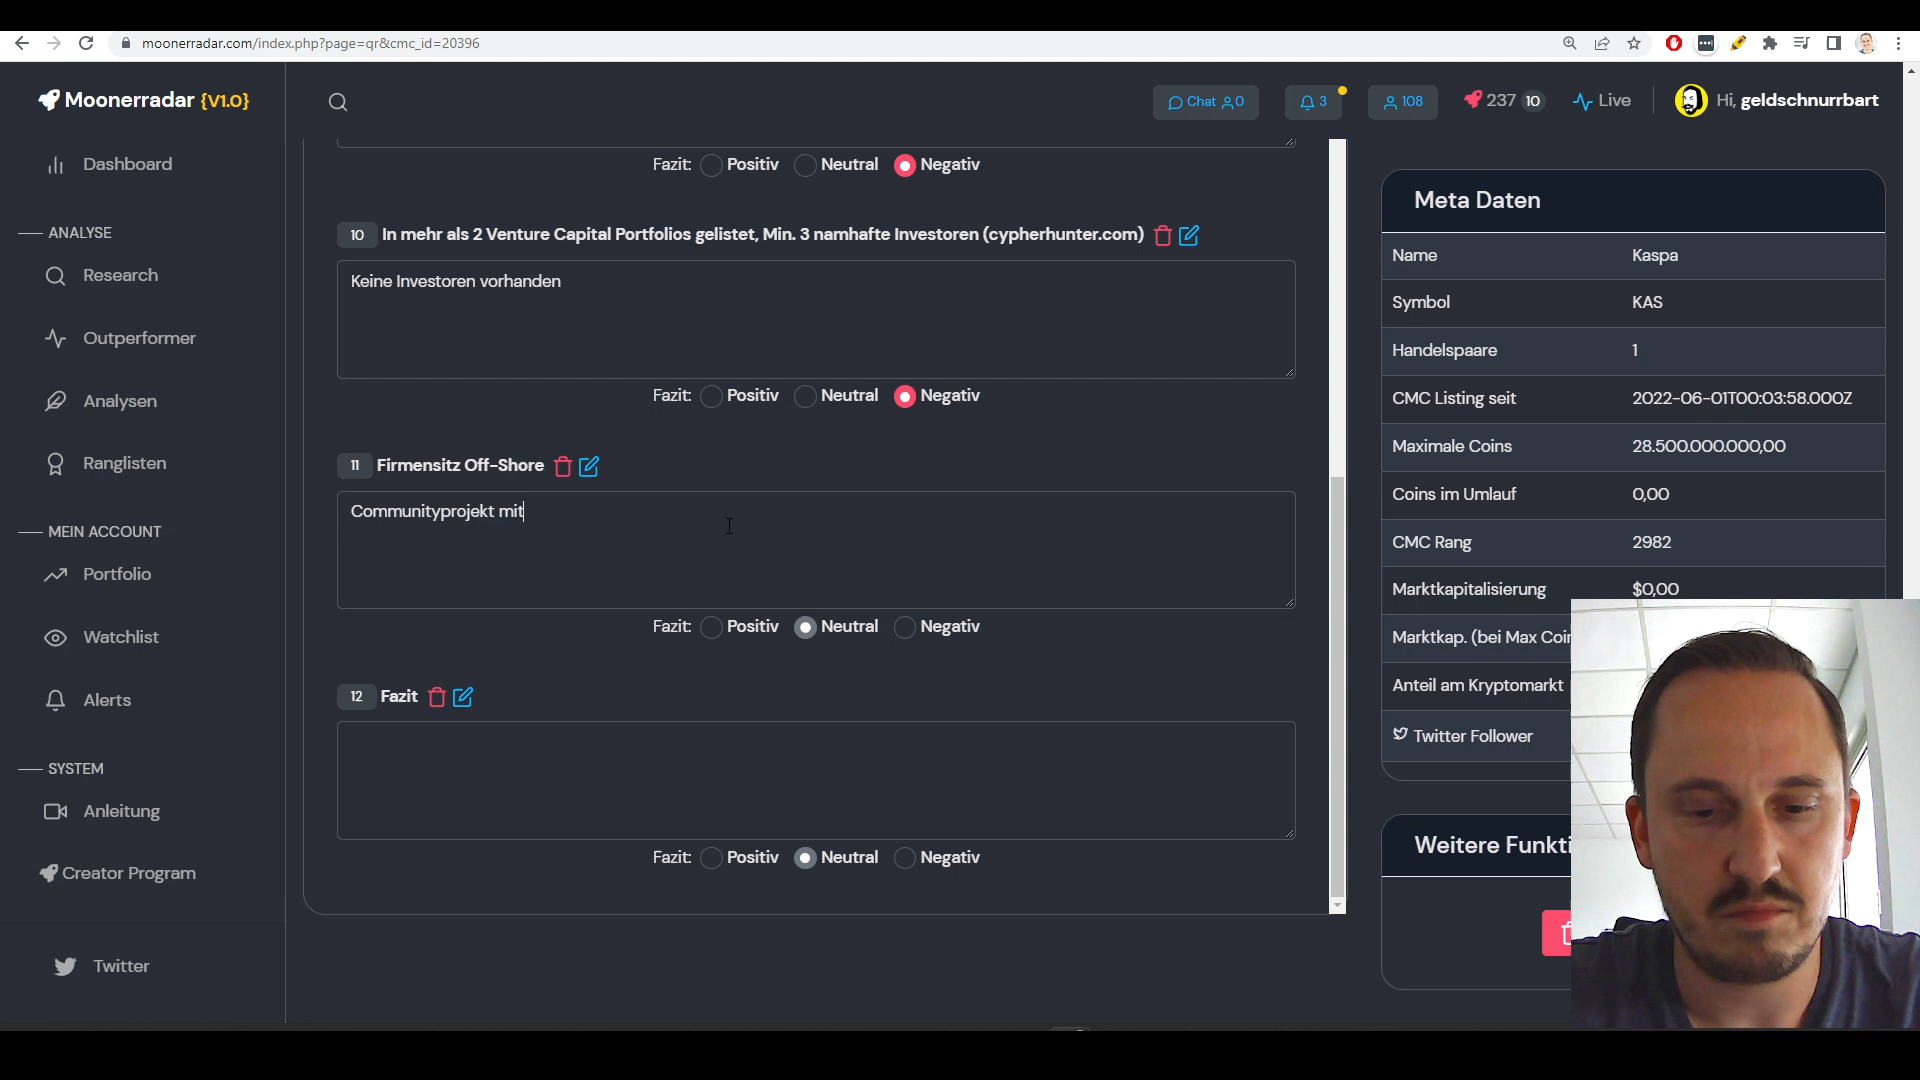 moonerradar.com/index.php?page=qr&cmc_id=20396
Moonerradar {V1.0}
Chat 0
3
108
237 10
Live
Hi, geldschnurrbart
Dashboard
ANALYSE
Research
Outperformer
Analysen
Ranglisten
MEIN ACCOUNT
Portfolio
Watchlist
Alerts
SYSTEM
Anleitung
Creator Program
Twitter
Fazit: Positiv Neutral Negativ
10 In mehr als 2 Venture Capital Portfolios gelistet, Min. 3 namhafte Investoren (cypherhunter.com)
Keine Investoren vorhanden
Fazit: Positiv Neutral Negativ
11 Firmensitz Off-Shore
Communityprojekt mit
Fazit: Positiv Neutral Negativ
12 Fazit
Fazit: Positiv Neutral Negativ
Meta Daten
Name Kaspa
Symbol KAS
Handelspaare 1
CMC Listing seit 2022-06-01T00:03:58.000Z
Maximale Coins 28.500.000.000,00
Coins im Umlauf 0,00
CMC Rang 2982
Marktkapitalisierung $0,00
Marktkap. (bei Max Coi
Anteil am Kryptomarkt
Twitter Follower
Weitere Funkti